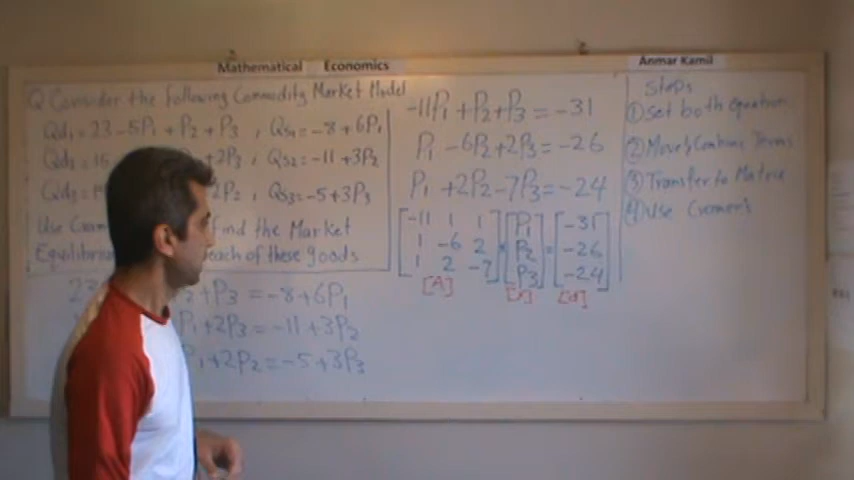 Mathematical Economics
Anmar Kamil
Q Consider the following Commodity Market Model
Qd1 = 23 - 5P1 + P2 + P3 , QS1 = -8 + 6P1
Qd2 = 15 + 2P3 , QS2 = -11 + 3P2
Qd3 = 19 2P2 , QS3 = -5 + 3P3
Use find the Market
each of these goods
23 P2 + P3 = -8 + 6P1
P1 + 2P3 = -11 + 3P2
P1 + 2P2 = -5 + 3P3
-11P1 + P2 + P3 = -31
P1 - 6P2 + 2P3 = -26
P1 + 2P2 - 7P3 = -24
[-11 1 1] [P1] [-31]
[1 -6 2] [P2] = [-26]
[1 2 -7] [P3] [-24]
[A] [x] [d]
Steps
① Set both Equations
② Move & Combine Terms
③ Transfer to Matrix
④ Use Cramer's